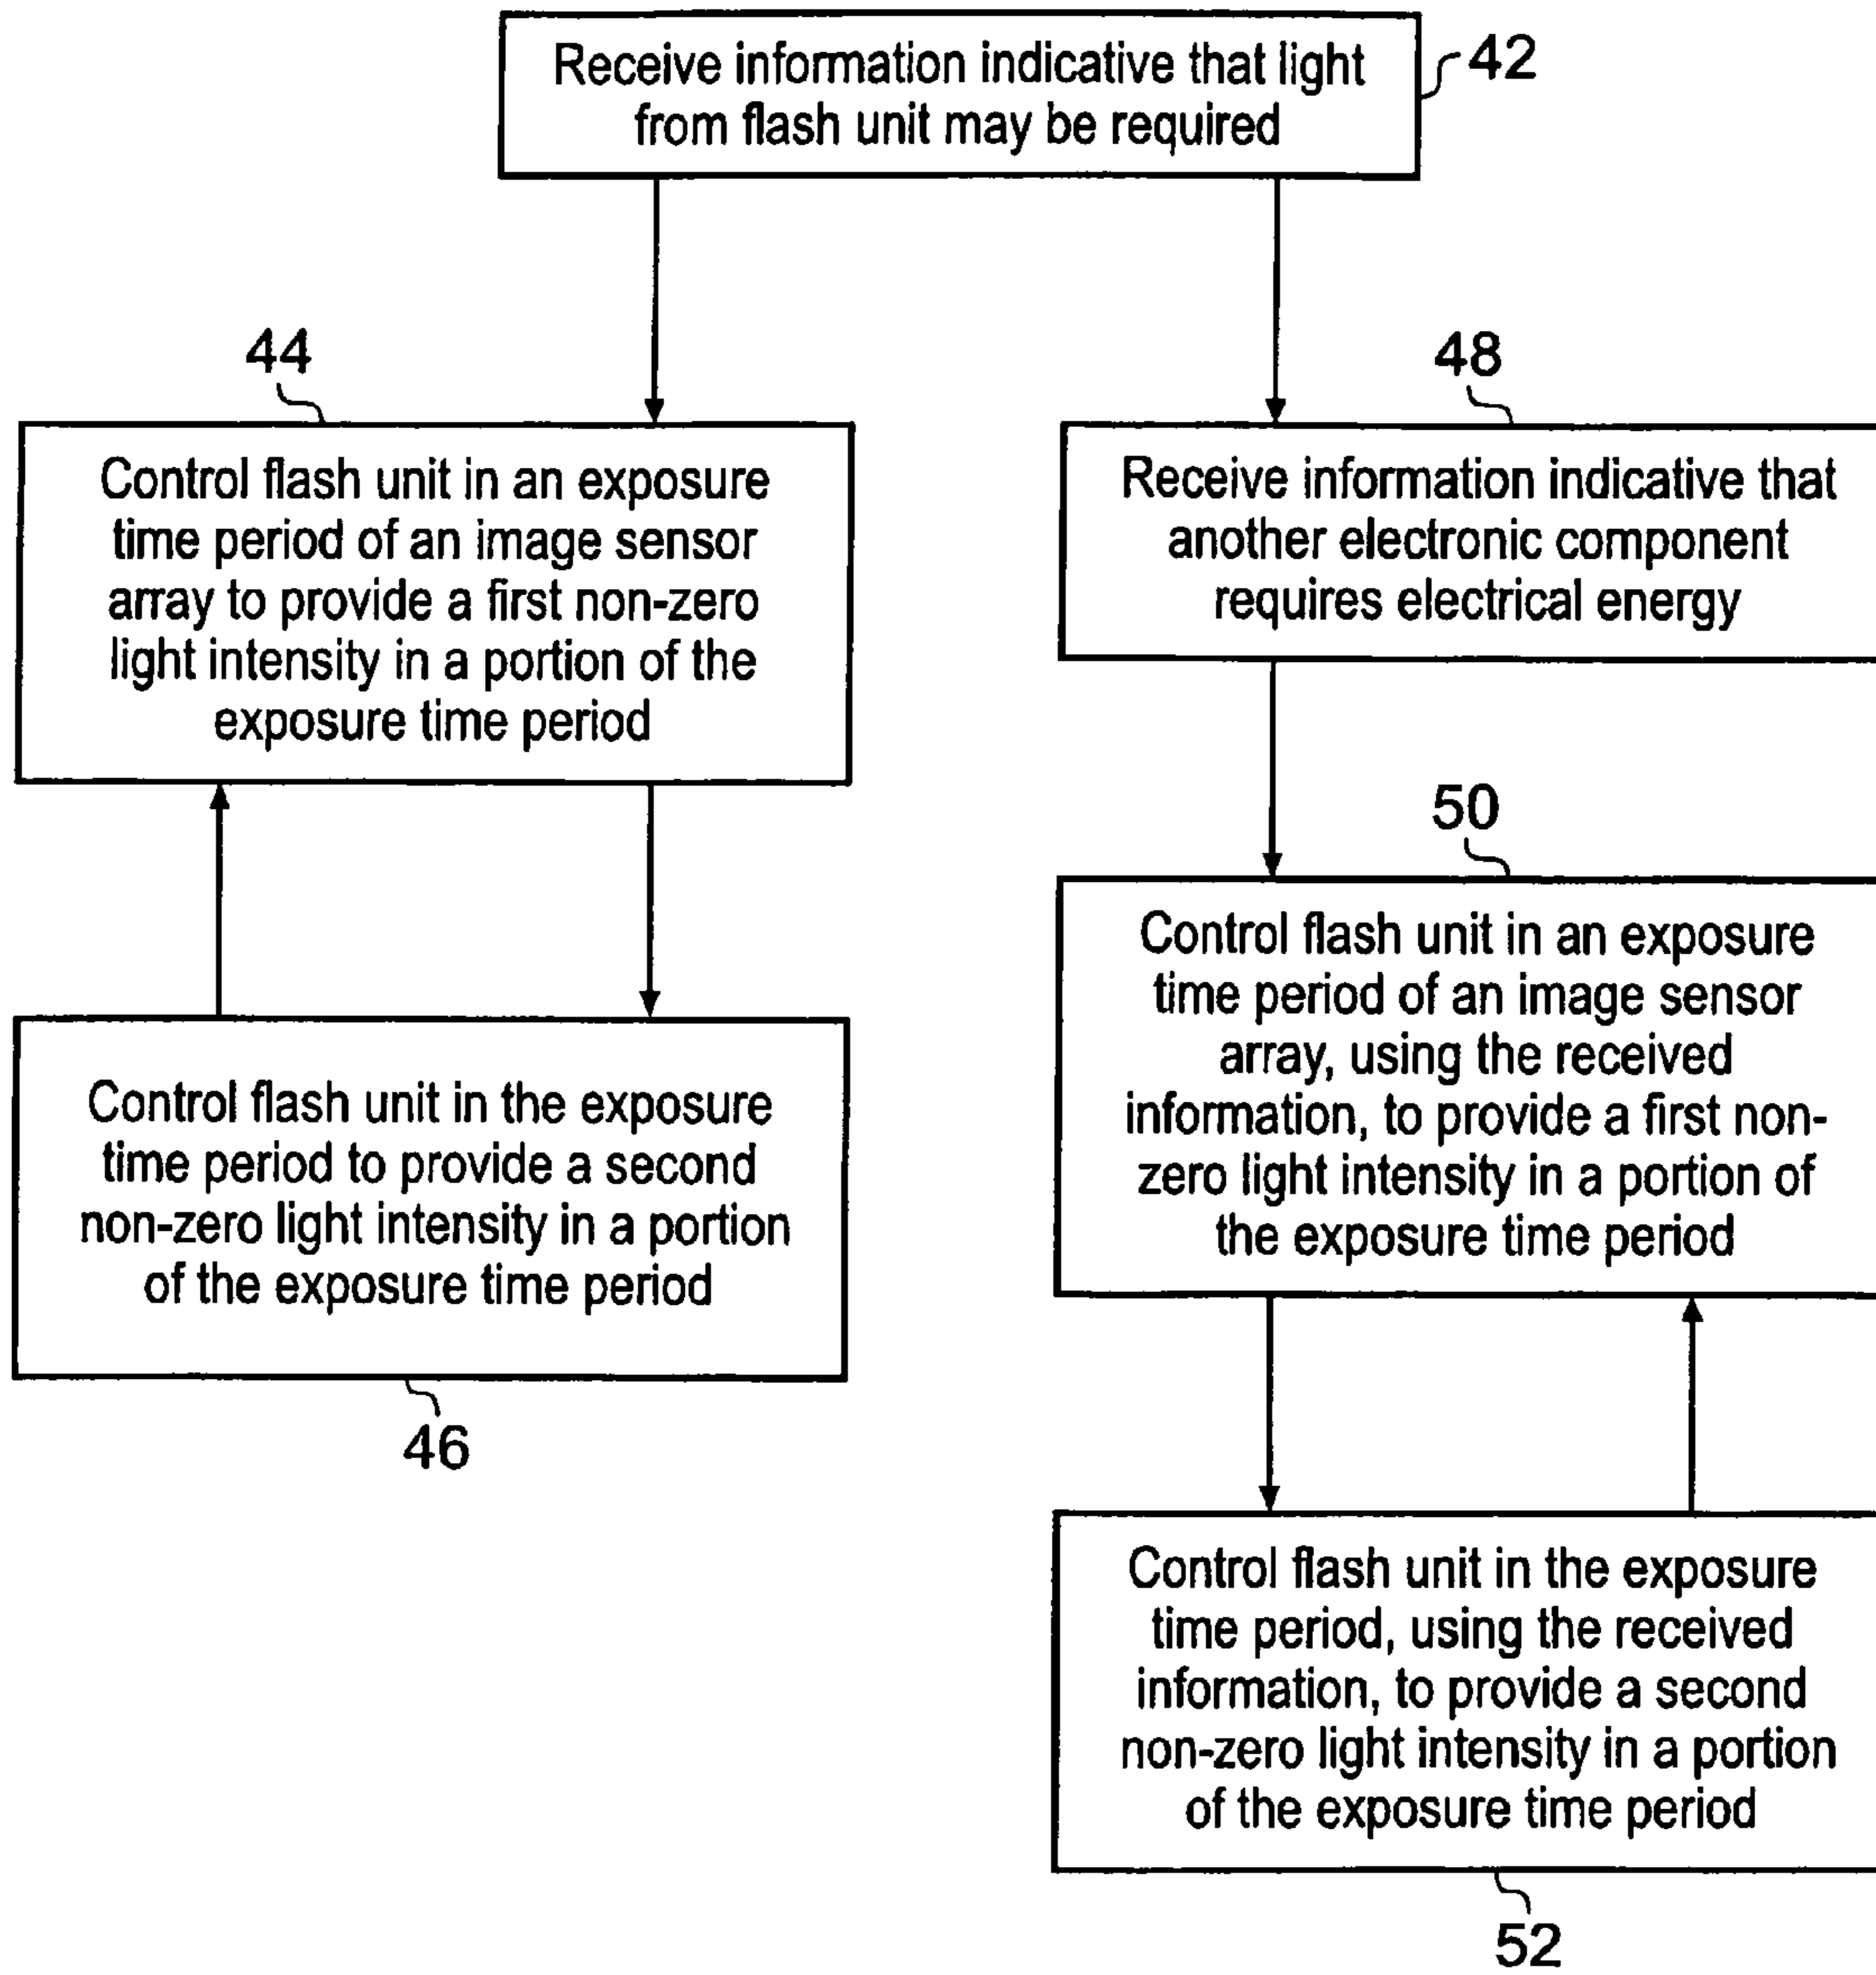 Receive information indicative that light
from flash unit may be required
42
44
Control flash unit in an exposure
time period of an image sensor
array to provide a first non-zero
light intensity in a portion of the
exposure time period
Control flash unit in the exposure
time period to provide a second
non-zero light intensity in a portion
of the exposure time period
46
48
Receive information indicative that
another electronic component
requires electrical energy
50
Control flash unit in an exposure
time period of an image sensor
array, using the received
information, to provide a first non-
zero light intensity in a portion of
the exposure time period
Control flash unit in the exposure
time period, using the received
information, to provide a second
non-zero light intensity in a portion
of the exposure time period
52